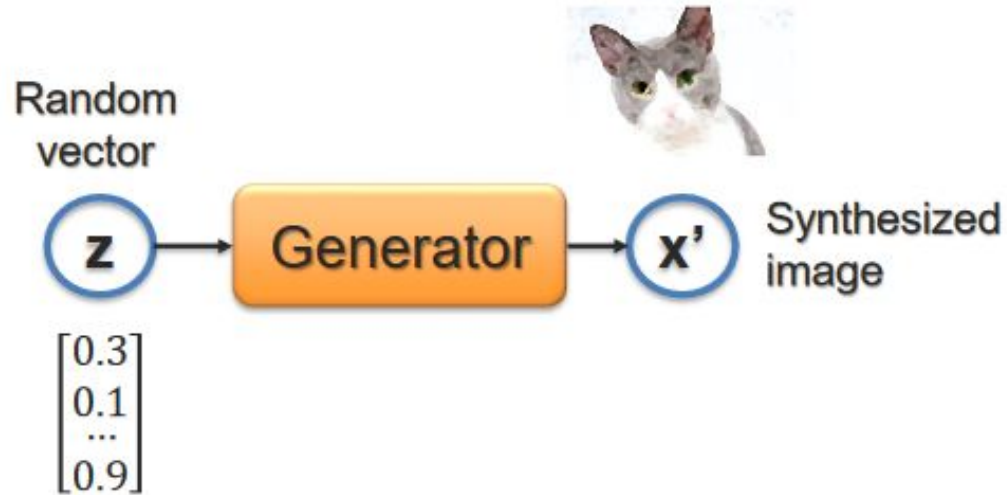 Random
vector
z
Generator
x’
Synthesized
image
0.3
0.1
...
0.9